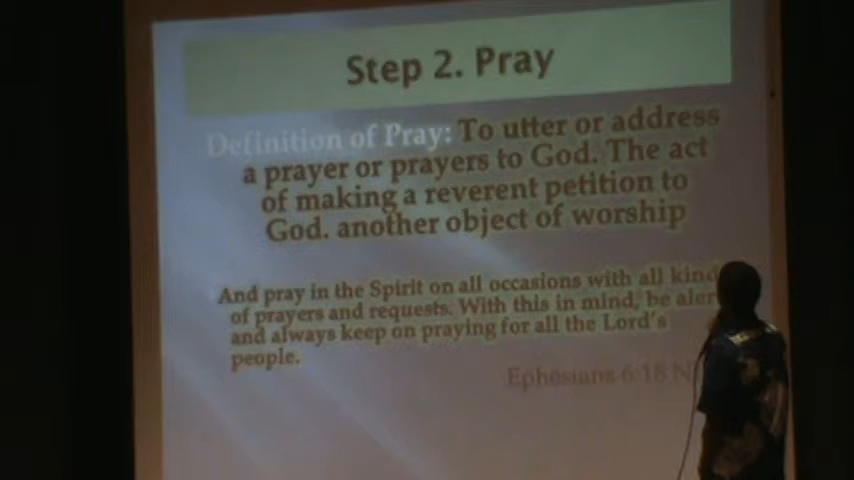 Step 2. Pray
Definition of Pray: To utter or address
a prayer or prayers to God. The act
of making a reverent petition to
God. another object of worship
And pray in the Spirit on all occasions with all kind
of prayers and requests. With this in mind, be aler
and always keep on praying for all the Lord's
people.
Ephesians 6:18 N